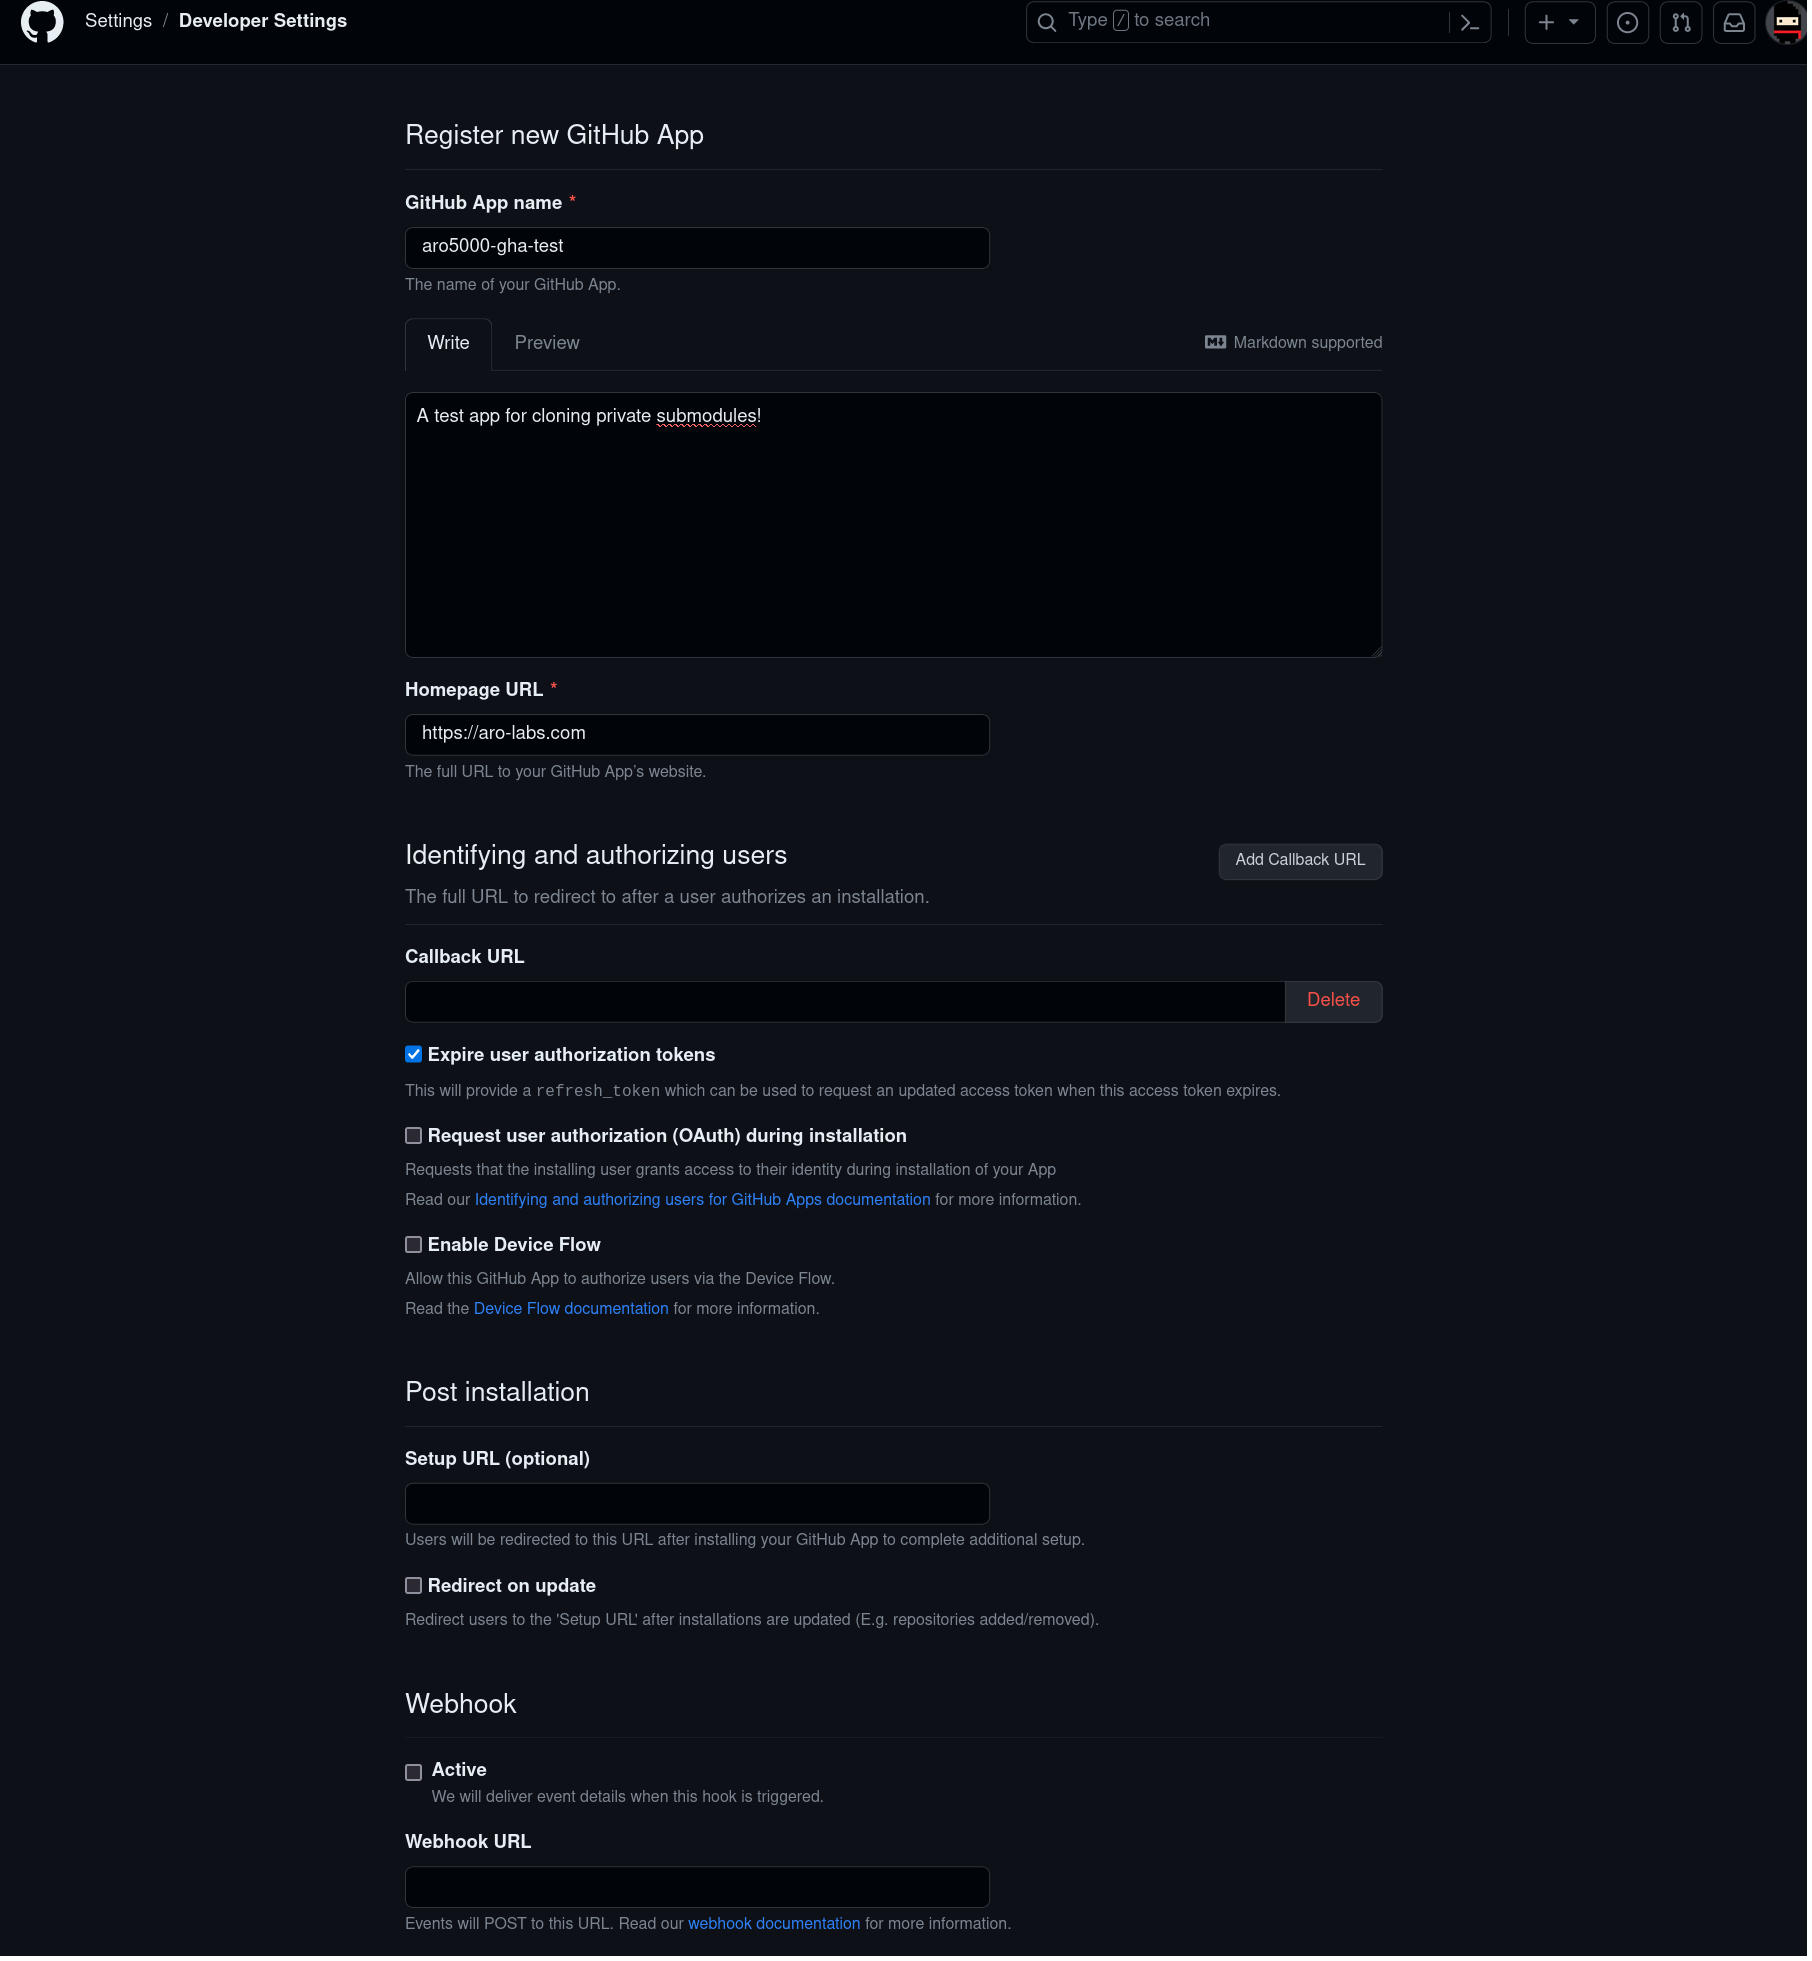 Settings / Developer Settings
Type / to search
Register new GitHub App
GitHub App name *
aro5000-gha-test
The name of your GitHub App.
Write Preview Markdown supported
A test app for cloning private submodules!
Homepage URL *
https://aro-labs.com
The full URL to your GitHub App's website.
Identifying and authorizing users Add Callback URL
The full URL to redirect to after a user authorizes an installation.
Callback URL
Delete
Expire user authorization tokens
This will provide a refresh_token which can be used to request an updated access token when this access token expires.
Request user authorization (OAuth) during installation
Requests that the installing user grants access to their identity during installation of your App
Read our Identifying and authorizing users for GitHub Apps documentation for more information.
Enable Device Flow
Allow this GitHub App to authorize users via the Device Flow.
Read the Device Flow documentation for more information.
Post installation
Setup URL (optional)
Users will be redirected to this URL after installing your GitHub App to complete additional setup.
Redirect on update
Redirect users to the 'Setup URL' after installations are updated (E.g. repositories added/removed).
Webhook
Active
We will deliver event details when this hook is triggered.
Webhook URL
Events will POST to this URL. Read our webhook documentation for more information.